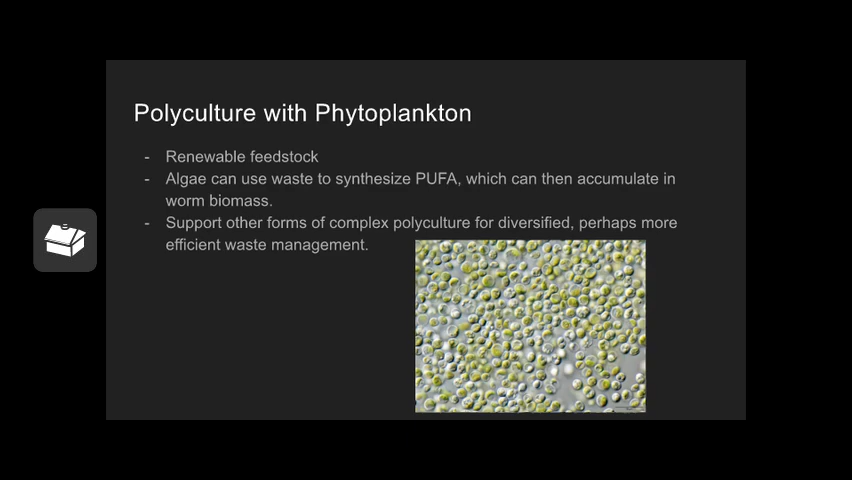 Polyculture with Phytoplankton
- Renewable feedstock
- Algae can use waste to synthesize PUFA, which can then accumulate in
worm biomass.
- Support other forms of complex polyculture for diversified, perhaps more
efficient waste management.